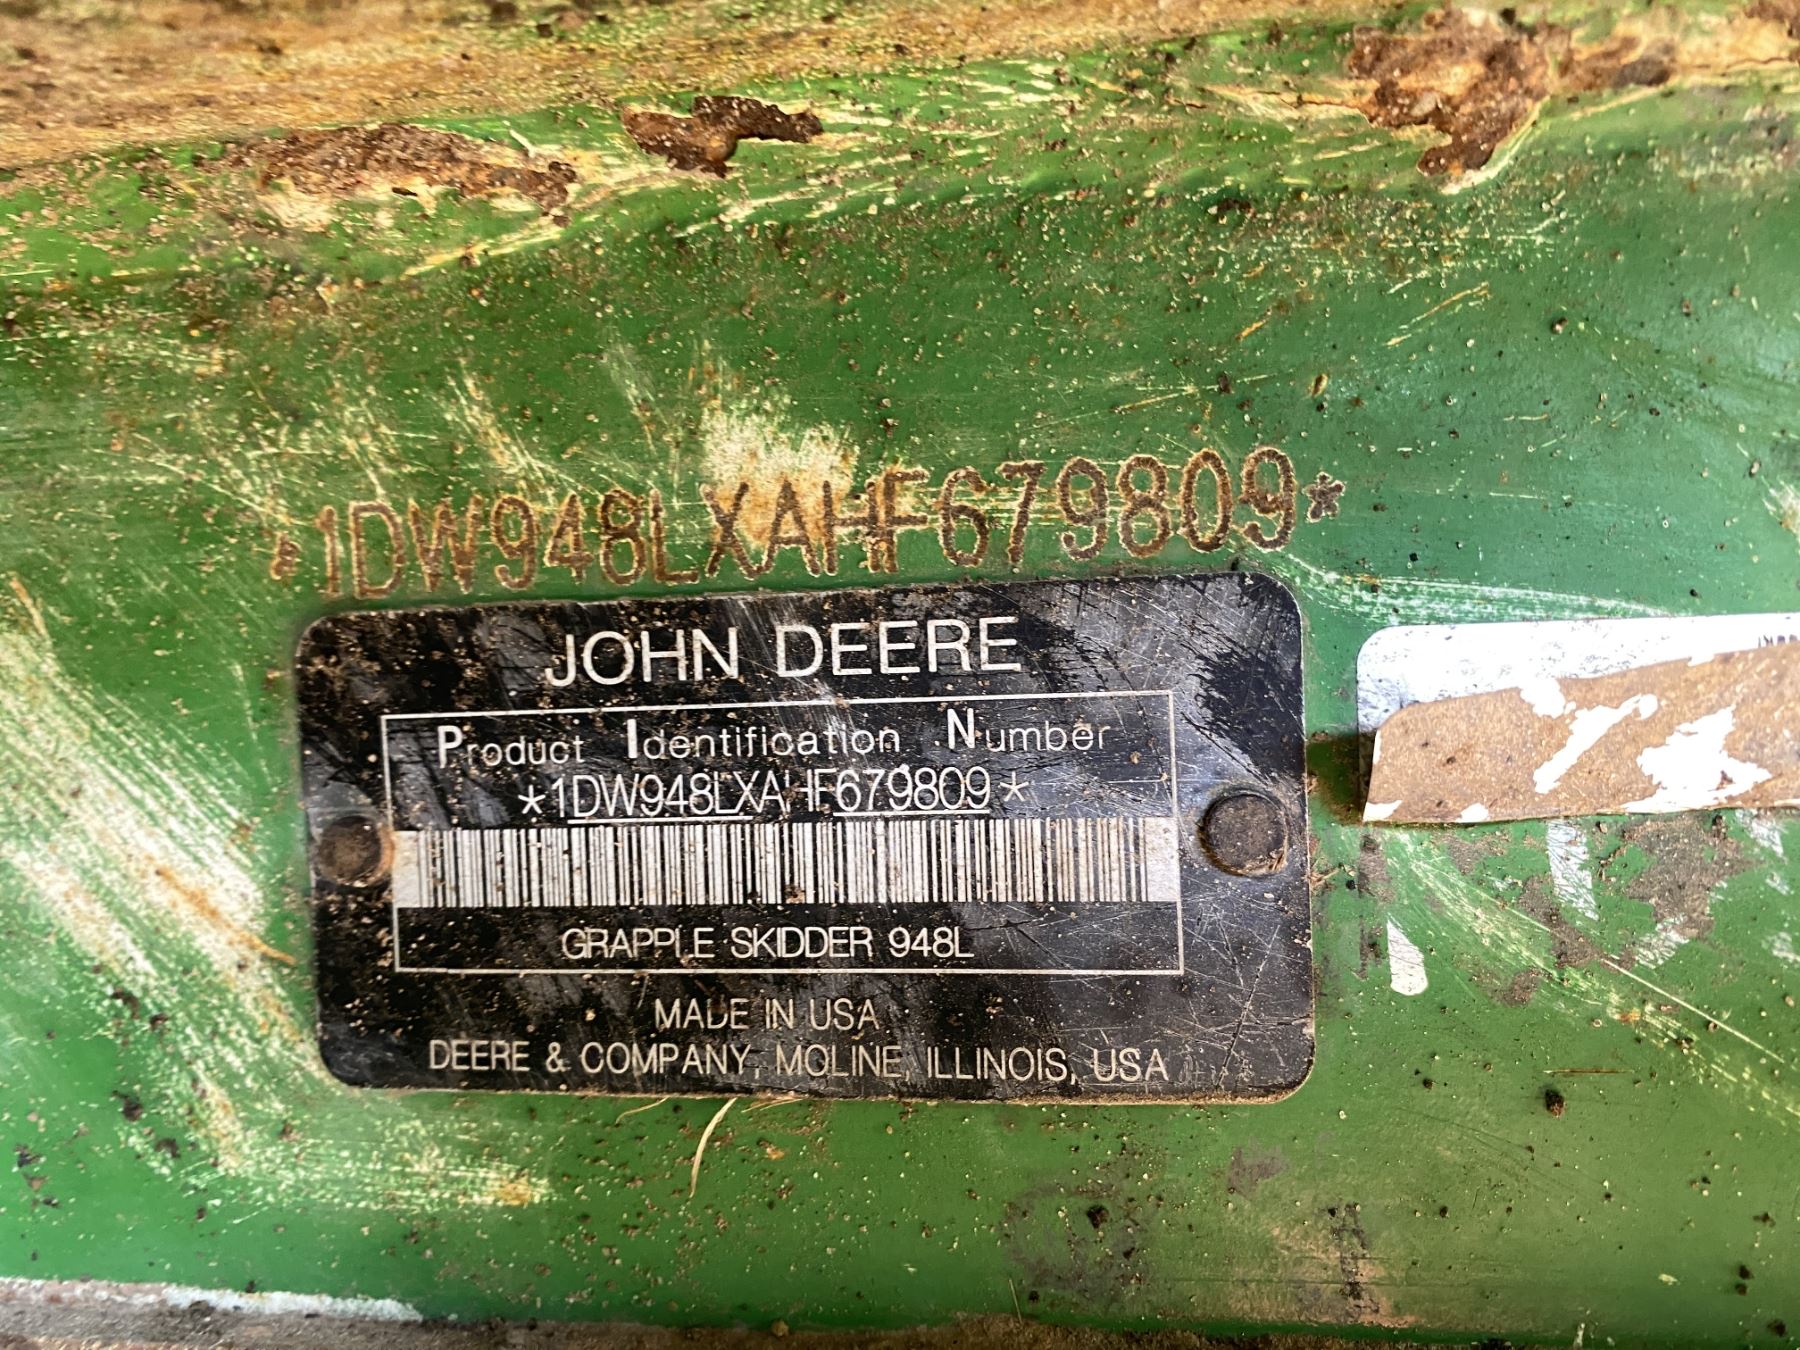 *1DW948LXAHF679809*
JOHN DEERE
Product Identification Number
*1DW948LXAHF679809*
GRAPPLE SKIDDER 948L
MADE IN USA
DEERE & COMPANY, MOLINE, ILLINOIS, USA